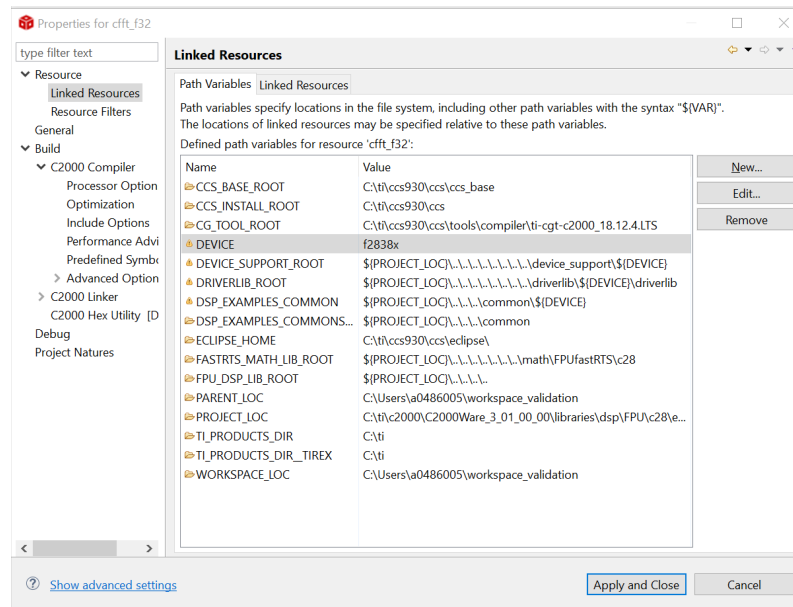 Properties for cfft_f32
type filter text
Resource
Linked Resources
Resource Filters
General
Build
C2000 Compiler
Processor Option
Optimization
Include Options
Performance Advi
Predefined Symb
Advanced Option
C2000 Linker
C2000 Hex Utility [D
Debug
Project Natures
Linked Resources
Path Variables Linked Resources
Path variables specify locations in the file system, including other path variables with the syntax "${VAR}".
The locations of linked resources may be specified relative to these path variables.
Defined path variables for resource 'cfft_f32':
Name Value
CCS_BASE_ROOT C:\ti\ccs930\ccs\ccs_base
CCS_INSTALL_ROOT C:\ti\ccs930\ccs
CG_TOOL_ROOT C:\ti\ccs930\ccs\tools\compiler\ti-cgt-c2000_18.12.4.LTS
DEVICE f2838x
DEVICE_SUPPORT_ROOT ${PROJECT_LOC}\..\..\..\..\..\..\..\..\device_support\${DEVICE}
DRIVERLIB_ROOT ${PROJECT_LOC}\..\..\..\..\..\..\..\..\driverlib\${DEVICE}\driverlib
DSP_EXAMPLES_COMMON ${PROJECT_LOC}\..\..\..\common\${DEVICE}
DSP_EXAMPLES_COMMONS... ${PROJECT_LOC}\..\..\..\common
ECLIPSE_HOME C:\ti\ccs930\ccs\eclipse\
FASTRTS_MATH_LIB_ROOT ${PROJECT_LOC}\..\..\..\..\..\..\..\math\FPUfastRTS\c28
FPU_DSP_LIB_ROOT ${PROJECT_LOC}\..\..\..\..
PARENT_LOC C:\Users\a0486005\workspace_validation
PROJECT_LOC C:\ti\c2000\C2000Ware_3_01_00_00\libraries\dsp\FPU\c28\e...
TI_PRODUCTS_DIR C:\ti
TI_PRODUCTS_DIR__TIREX C:\ti
WORKSPACE_LOC C:\Users\a0486005\workspace_validation
New...
Edit...
Remove
Show advanced settings
Apply and Close
Cancel